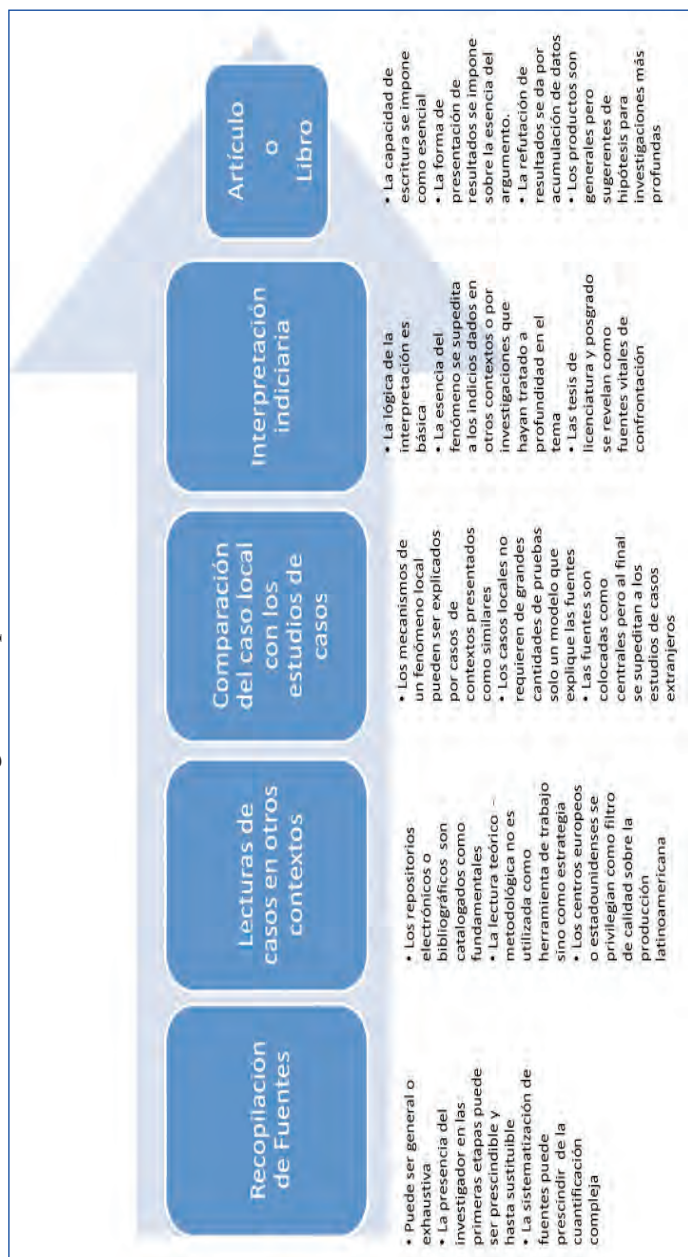 Recopilación
de Fuentes
• Puede ser general o
exhaustiva
• La presencia del
investigador en las
primeras etapas puede
ser prescindible y
hasta sustituible
• La sistematización de
fuentes puede
prescindir de la
cuantificación
compleja
Lecturas de
casos en otros
contextos
• Los repositorios
electrónicos o
bibliográficos son
catalogados como
fundamentales
• La lectura teórico –
metodológica no es
utilizada como
herramienta de trabajo
sino como estrategia
• Los centros europeos
o estadounidenses se
privilegian como filtro
de calidad sobre la
producción
latinoamericana
Comparación
del caso local
con los
estudios de
casos
• Los mecanismos de
un fenómeno local
pueden ser explicados
por casos de
contextos presentados
como similares
• Los casos locales no
requieren de grandes
cantidades de pruebas
solo un modelo que
explique las fuentes
• Las fuentes son
colocadas como
centrales pero al final
se supeditan a los
estudios de casos
extranjeros
Interpretación
indiciaria
• La lógica de la
interpretación es
básica
• La esencia del
fenómeno se supedita
a los indicios dados en
otros contextos o por
investigaciones que
hayan tratado a
profundidad en el
tema
• Las tesis de
licenciatura y posgrado
se revelan como
fuentes vitales de
confrontación
Artículo
o
Libro
• La capacidad de
escritura se impone
como esencial
• La forma de
presentación de
resultados se impone
sobre la esencia del
argumento.
• La refutación de
resultados se da por
acumulación de datos
• Los productos son
generales pero
sugerentes de
hipótesis para
investigaciones más
profundas